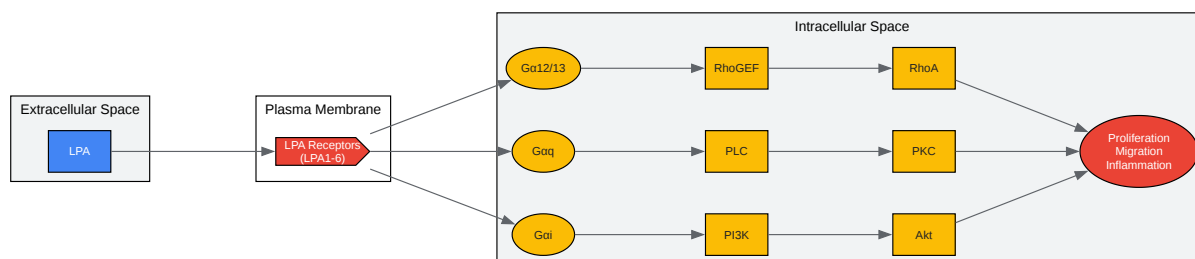 Extracellular Space
LPA
Plasma Membrane
LPA Receptors
(LPA1-6)
Intracellular Space
Gα12/13
RhoGEF
RhoA
Gαq
PLC
PKC
Gαi
PI3K
Akt
Proliferation
Migration
Inflammation